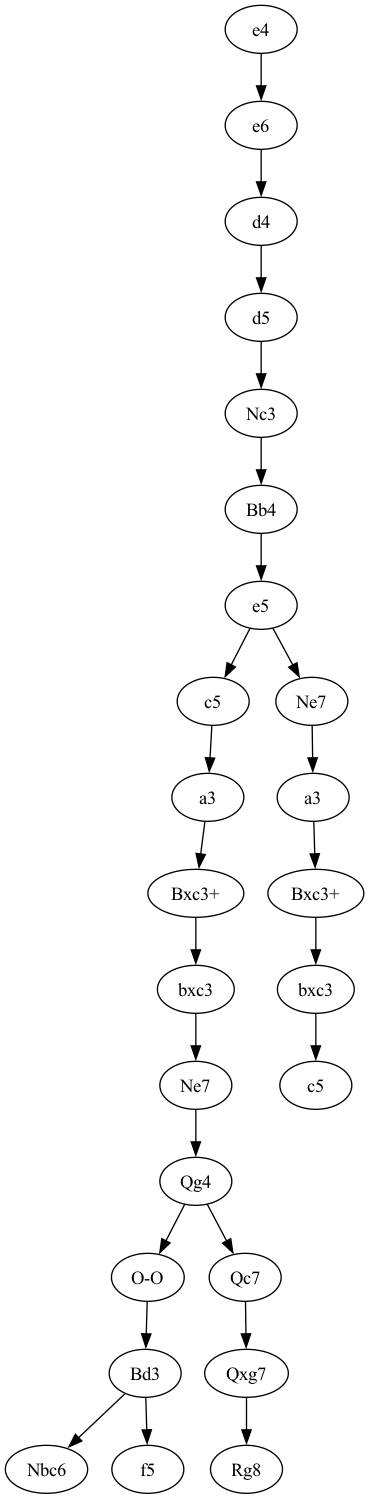 e4
e6
d4
d5
Nc3
Bb4
e5
c5 Ne7
a3 a3
Bxc3+ Bxc3+
bxc3 bxc3
Ne7 c5
Qg4
O-O Qc7
Bd3 Qxg7
Nbc6 f5 Rg8